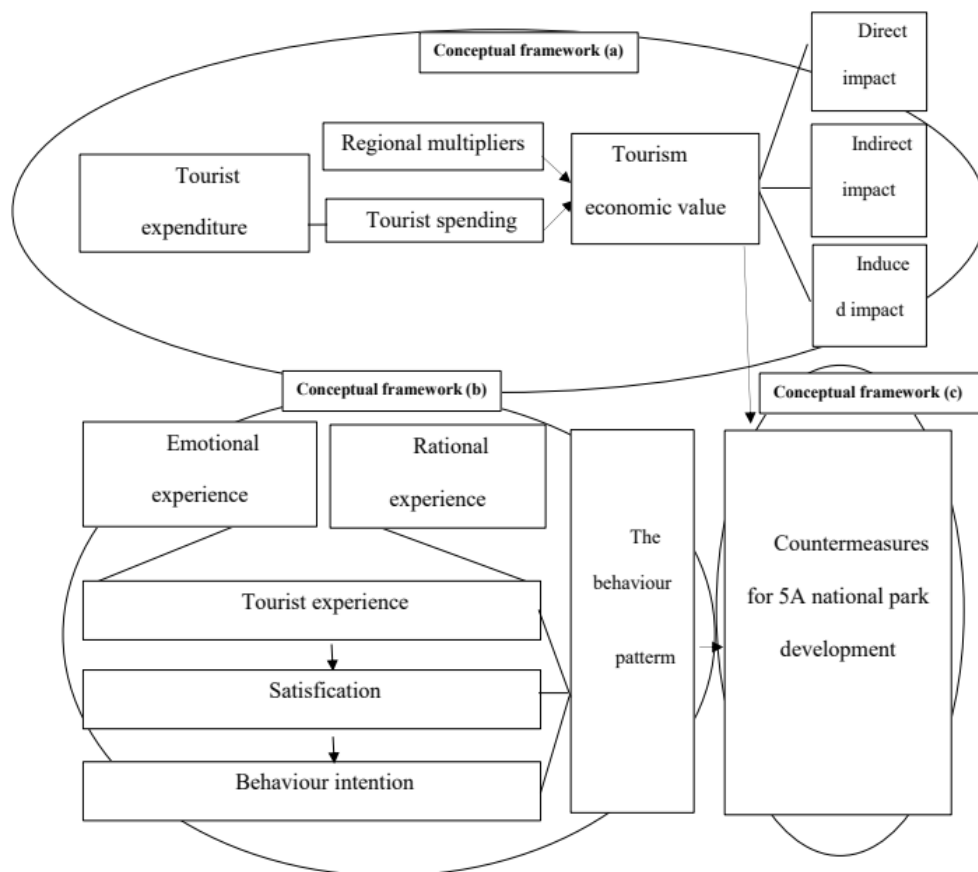 Conceptual framework (a)
Direct
impact
Regional multipliers
Tourist
expenditure
Tourist spending
Tourism
economic value
Indirect
impact
Induce
d impact
Conceptual framework (b)
Emotional
experience
Rational
experience
Tourist experience
Satisfication
Behaviour intention
The
behaviour
patterm
Conceptual framework (c)
Countermeasures
for 5A national park
development